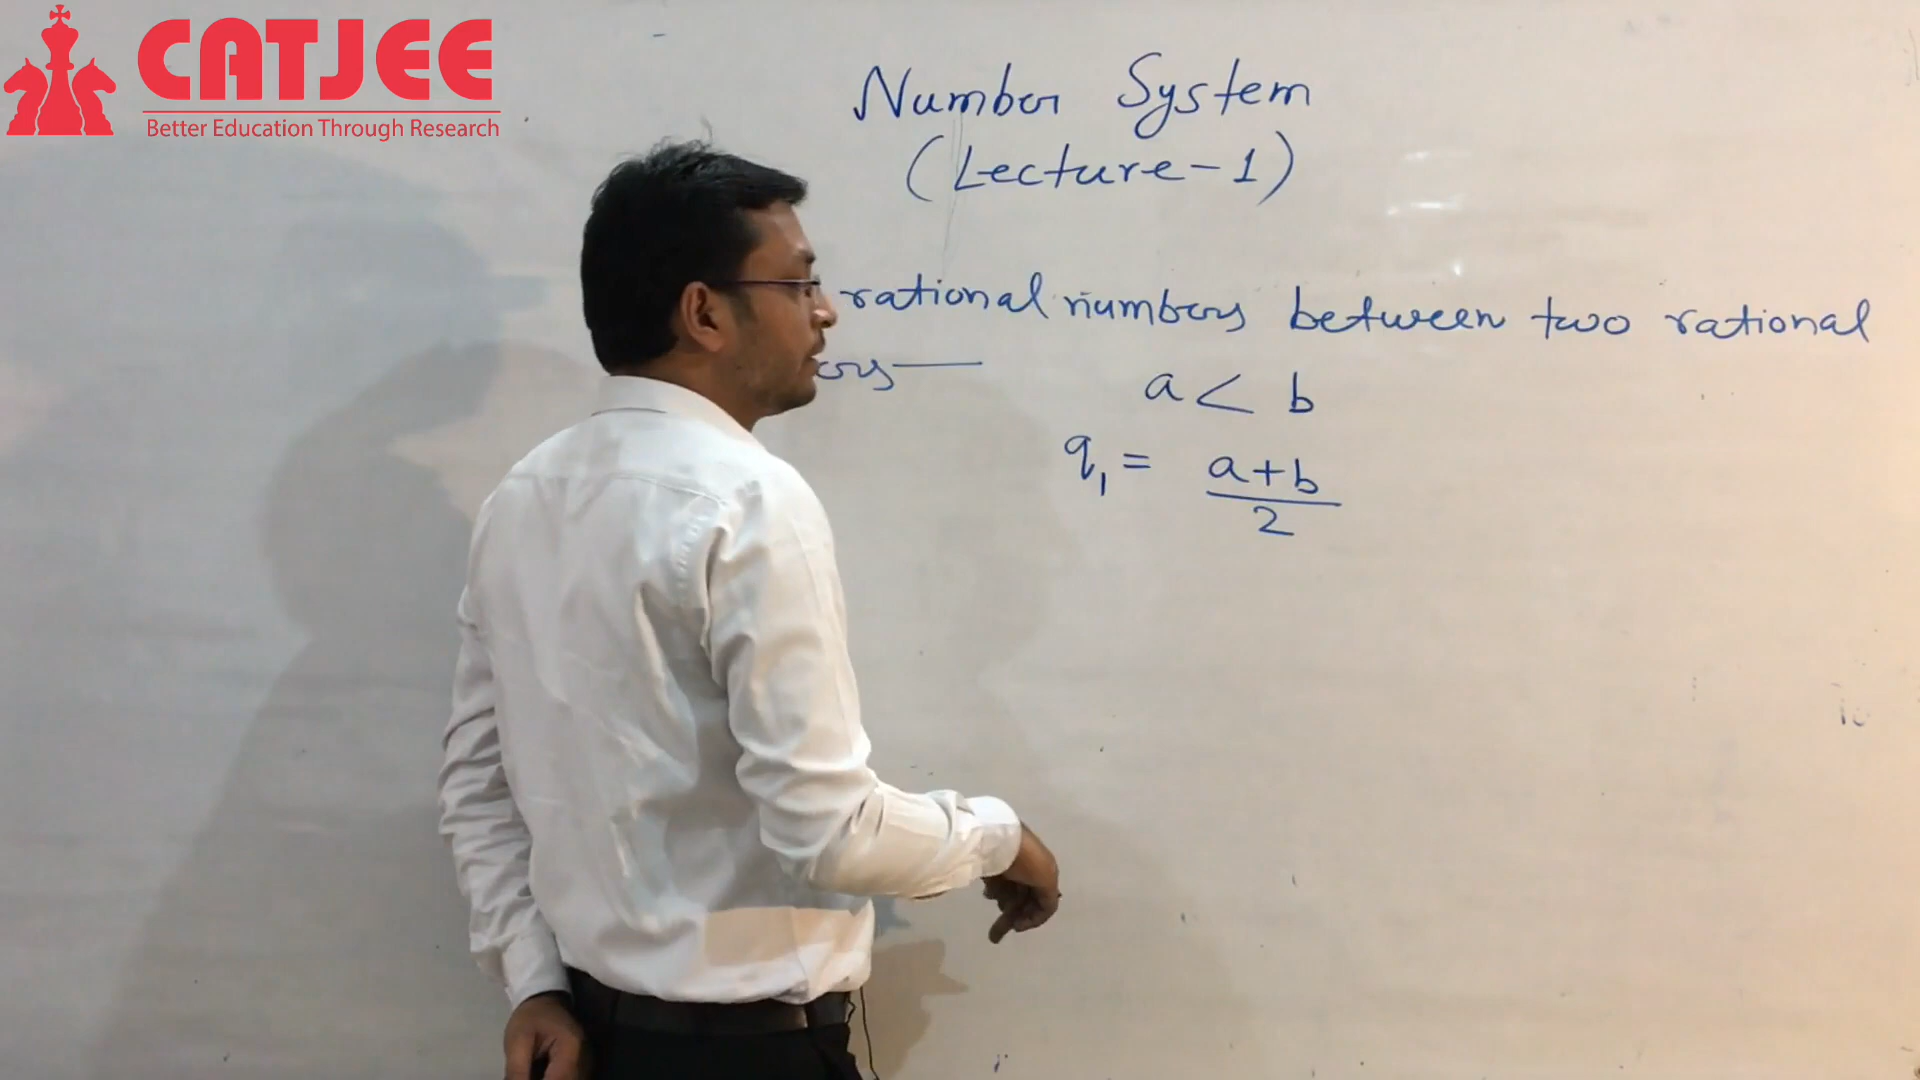 CATJEE
Better Education Through Research
Number System
(Lecture-1)
rational numbers between two rational
a < b
q₁ = a+b
2